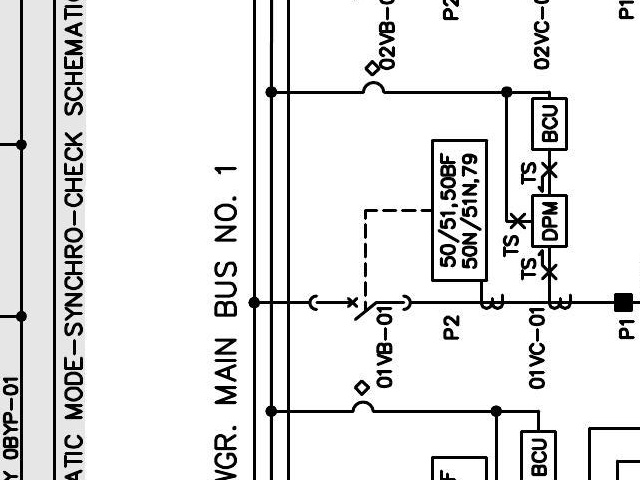 02VB-0
P2
02VC-0
P1
ATIC MODE-SYNCHRO-CHECK SCHEMATIC
WGR. MAIN BUS NO. 1
50/51,50BF
50N/51N,79
BCU
TS
DPM
TS
TS
01VB-01
P2
01VC-01
P1
Y 0BYP-01
BCU
F